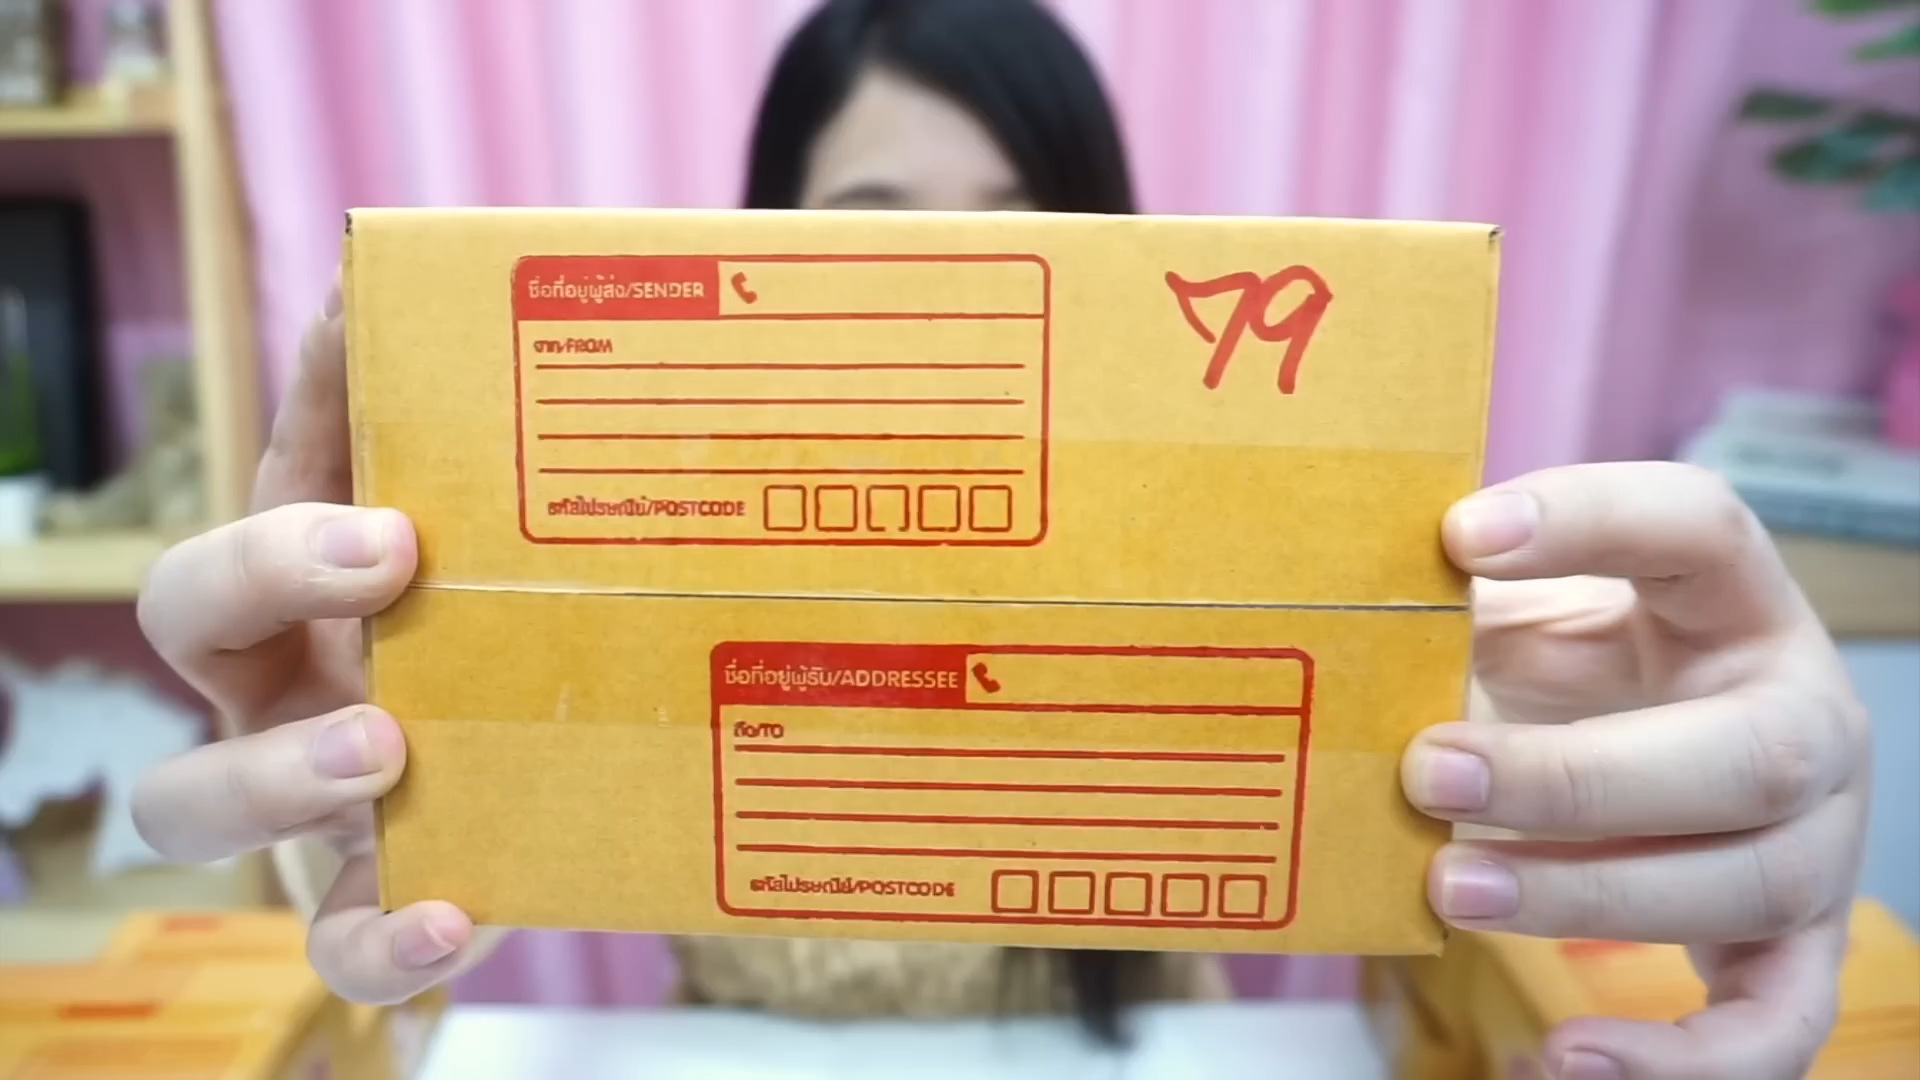 ชื่อที่อยู่ผู้ส่ง/SENDER
79
จาก/FROM
รหัสไปรษณีย์/POSTCODE
ชื่อที่อยู่ผู้รับ/ADDRESSEE
ถึง/TO
รหัสไปรษณีย์/POSTCODE